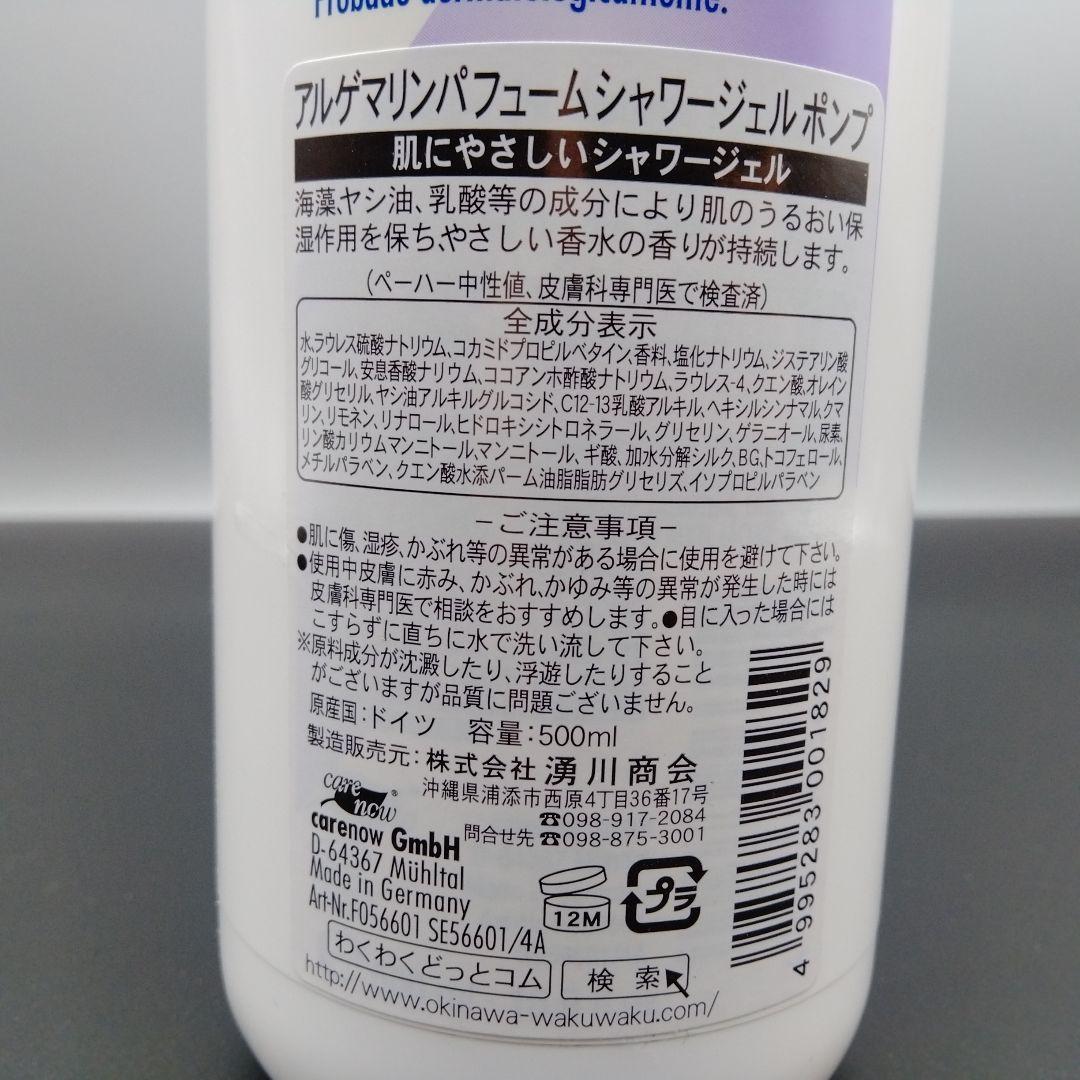 Probado dermatológicamente.
アルゲマリンパフュームシャワージェルポンプ
肌にやさしいシャワージェル
海藻、ヤシ油、乳酸等の成分により肌のうるおい保
湿作用を保ち、やさしい香水の香りが持続します。
(ペーハー中性値、皮膚科専門医で検査済)
全成分表示
水、ラウレス硫酸ナトリウム、コカミドプロピルベタイン、香料、塩化ナトリウム、ジステアリン酸
グリコール、安息香酸ナリウム、ココアンホ酢酸ナトリウム、ラウレス-4、クエン酸、オレイン
酸グリセリル、ヤシ油アルキルグルコシド、C12-13乳酸アルキル、ヘキシルシンナマル、クマ
リン、リモネン、リナロール、ヒドロキシシトロネラール、グリセリン、ゲラニオール、尿素、
リン酸カリウムマンニトール、マンニトール、ギ酸、加水分解シルク、BG、トコフェロール、
メチルパラベン、クエン酸水添パーム油脂脂肪グリセリズ、イソプロピルパラベン
-ご注意事項-
●肌に傷、湿疹、かぶれ等の異常がある場合に使用を避けて下さい。
●使用中皮膚に赤み、かぶれ、かゆみ等の異常が発生した時には
皮膚科専門医で相談をおすすめします。●目に入った場合には
こすらずに直ちに水で洗い流して下さい。
※原料成分が沈澱したり、浮遊したりすること
がございますが品質に問題ございません。
原産国:ドイツ 容量:500ml
製造販売元:株式会社湧川商会
沖縄県浦添市西原4丁目36番17号
☎098-917-2084
問合せ先 ☎098-875-3001
care now®
carenow GmbH
D-64367 Mühltal
Made in Germany
Art-Nr.F056601 SE56601/4A
12M
プラ
わくわくどっとコム 検索
http://www.okinawa-wakuwaku.com/
4995283001829